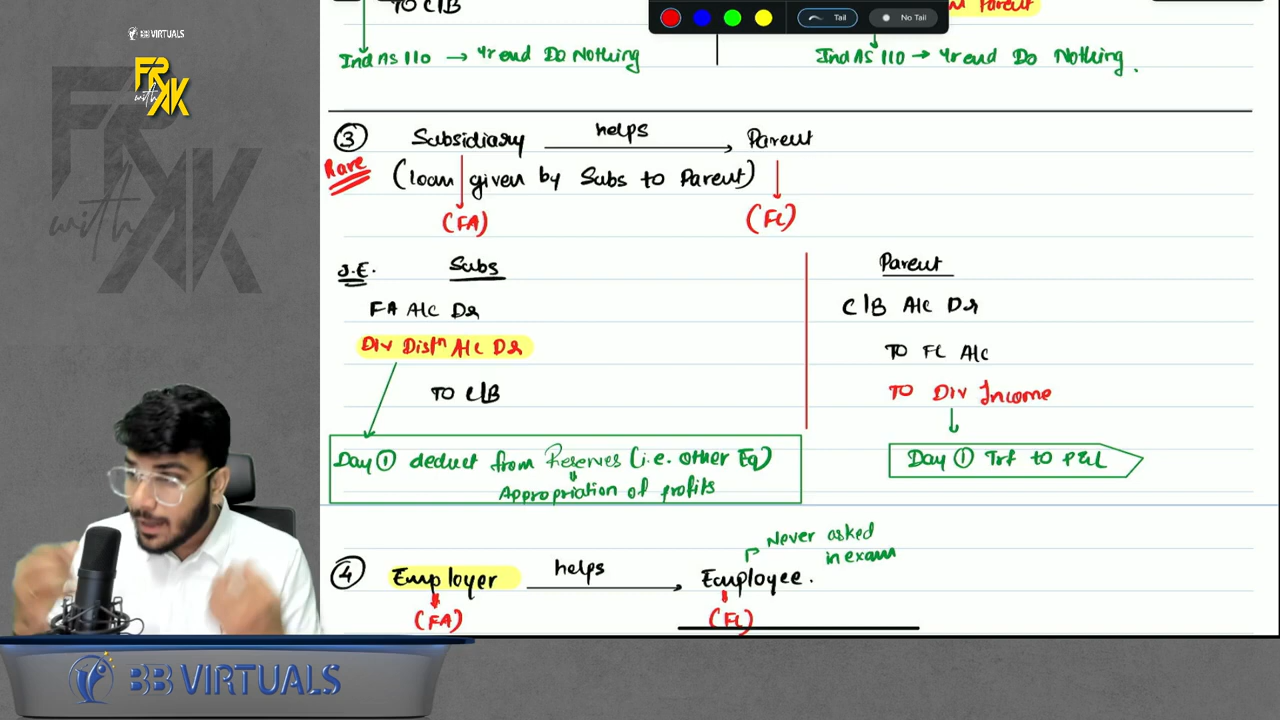 TO C/B
Parent
Tail
No Tail
BB VIRTUALS
FR
with
AK
Ind AS 110 → Yrend Do Nothing
Ind AS 110 → Yrend Do Nothing.
③ Subsidiary helps Parent
Rare
(loan given by Subs to Parent)
(FA)
(FL)
J.E. Subs
Parent
FA A/c Dr
C/B A/c Dr
Div Distn A/c Dr
TO FL A/c
TO C/B
TO Div Income
Day ① deduct from Reserves (i.e. other Eq)
Appropriation of profits
Day ① Trf to P&L
Never asked
in exam
④ Employer helps Employee.
(FA)
(FL)
BB VIRTUALS